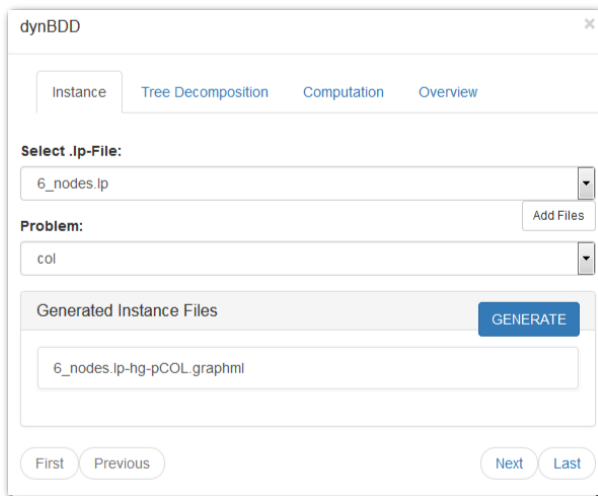 dynBDD ×
Instance Tree Decomposition Computation Overview
Select .lp-File:
6_nodes.lp
Add Files
Problem:
col
Generated Instance Files GENERATE
6_nodes.lp-hg-pCOL.graphml
First Previous Next Last